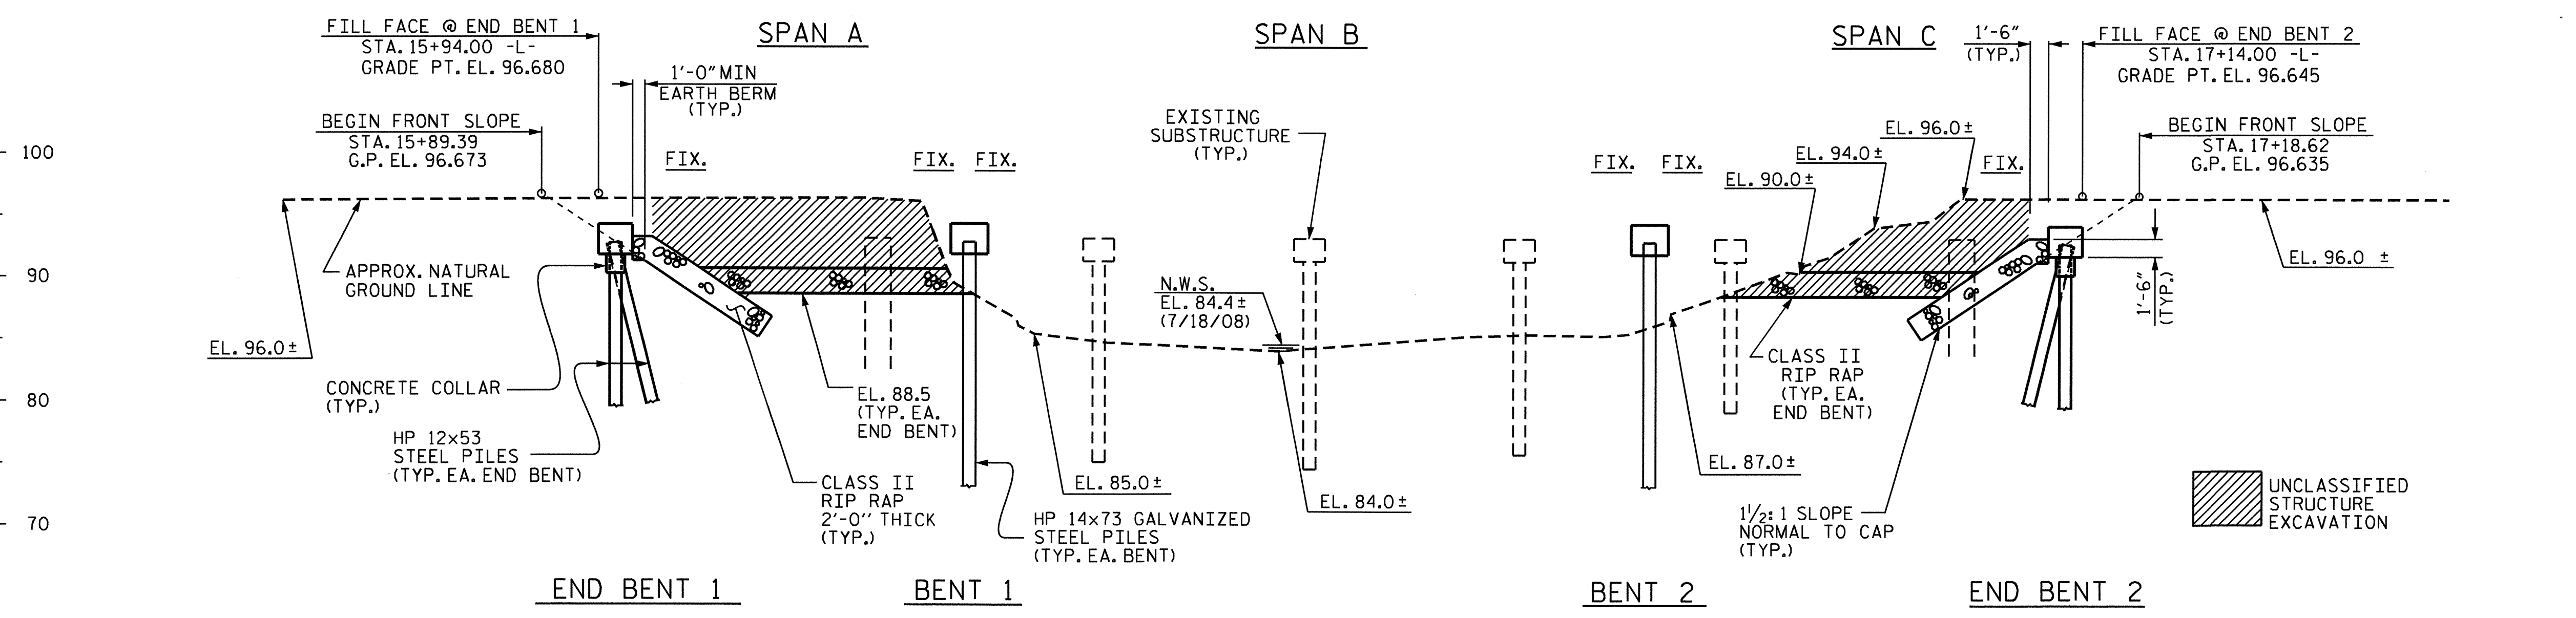 FILL FACE @ END BENT 1
STA. 15+94.00 -L-
GRADE PT. EL. 96.680
SPAN A
SPAN B
SPAN C
1'-6"
(TYP.)
FILL FACE @ END BENT 2
STA. 17+14.00 -L-
GRADE PT. EL. 96.645
1'-0" MIN
EARTH BERM
(TYP.)
BEGIN FRONT SLOPE
STA. 15+89.39
G.P. EL. 96.673
EXISTING
SUBSTRUCTURE
(TYP.)
EL. 96.0±
EL. 94.0±
EL. 90.0±
BEGIN FRONT SLOPE
STA. 17+18.62
G.P. EL. 96.635
100
FIX.
FIX.
FIX.
FIX.
FIX.
FIX.
90
APPROX. NATURAL
GROUND LINE
N.W.S.
EL. 84.4±
(7/18/08)
EL. 96.0 ±
1'-6"
(TYP.)
EL. 96.0±
CONCRETE COLLAR
(TYP.)
EL. 88.5
(TYP. EA.
END BENT)
CLASS II
RIP RAP
(TYP. EA.
END BENT)
80
HP 12x53
STEEL PILES
(TYP. EA. END BENT)
CLASS II
RIP RAP
2'-0" THICK
(TYP.)
EL. 85.0±
EL. 84.0±
EL. 87.0±
HP 14x73 GALVANIZED
STEEL PILES
(TYP. EA. BENT)
1½:1 SLOPE
NORMAL TO CAP
(TYP.)
UNCLASSIFIED
STRUCTURE
EXCAVATION
70
END BENT 1
BENT 1
BENT 2
END BENT 2